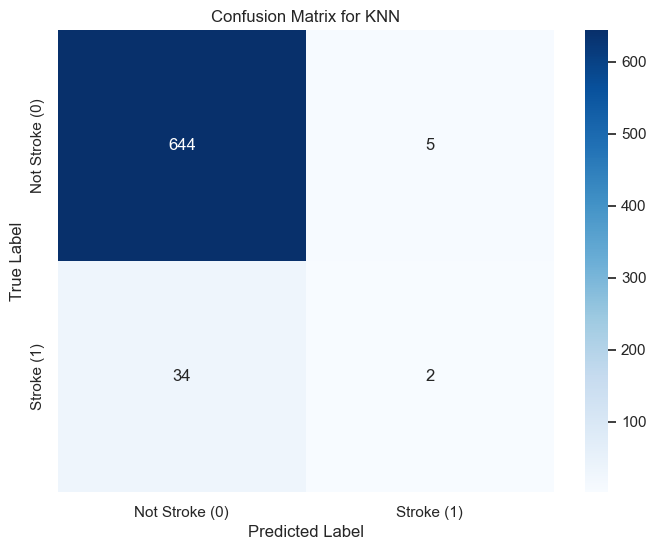 Confusion Matrix for KNN
Not Stroke (0)
Stroke (1)
True Label
644
5
34
2
Not Stroke (0)
Stroke (1)
Predicted Label
600
500
400
300
200
100